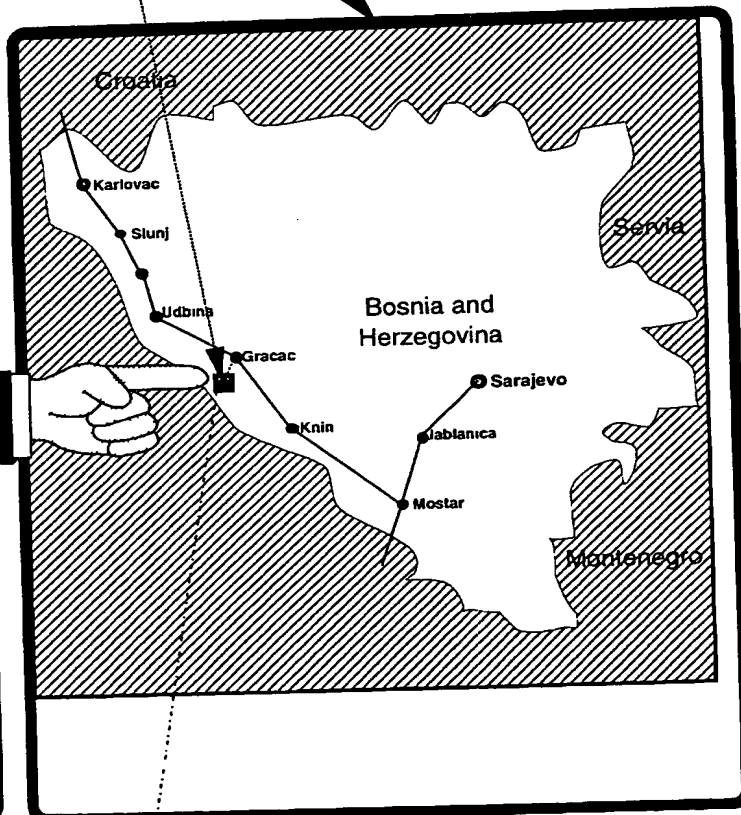 Croatia
Karlovac
Slunj
Servia
Udbina
Bosnia and
Herzegovina
Gracac
Sarajevo
Knin
Jablanica
Mostar
Montenegro